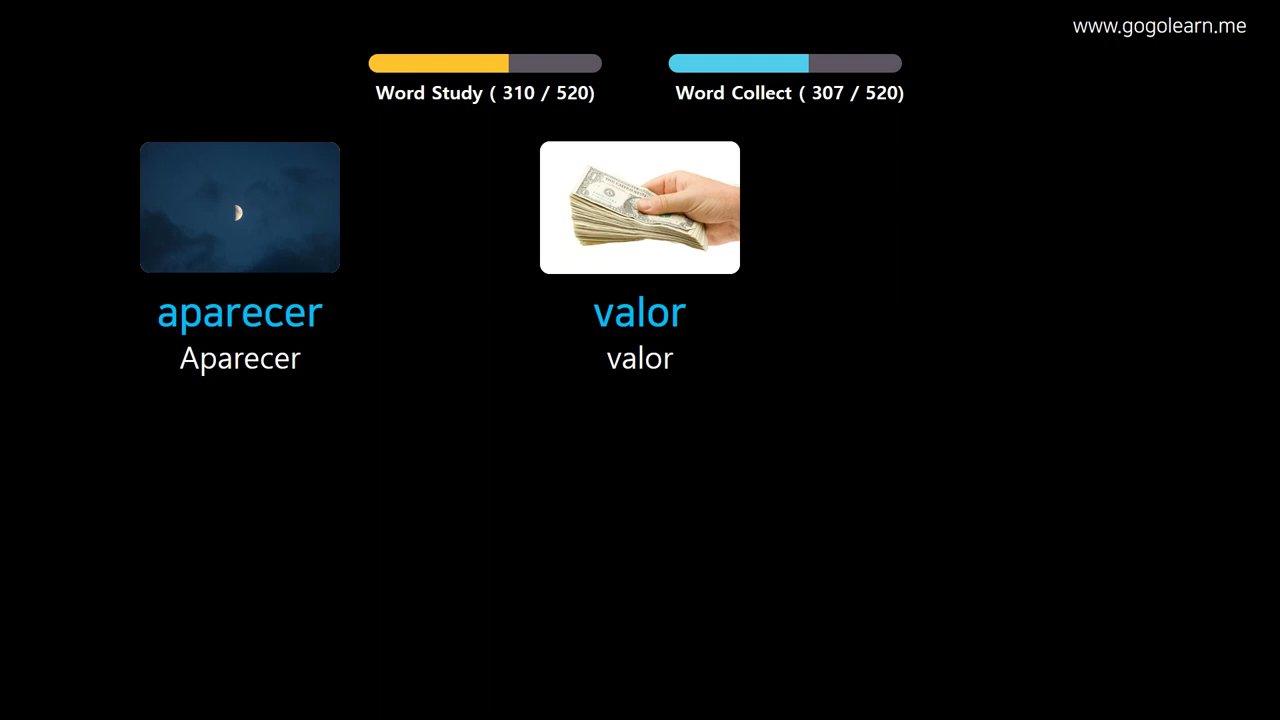 www.gogolearn.me
Word Study ( 310 / 520)
Word Collect ( 307 / 520)
aparecer
Aparecer
valor
valor